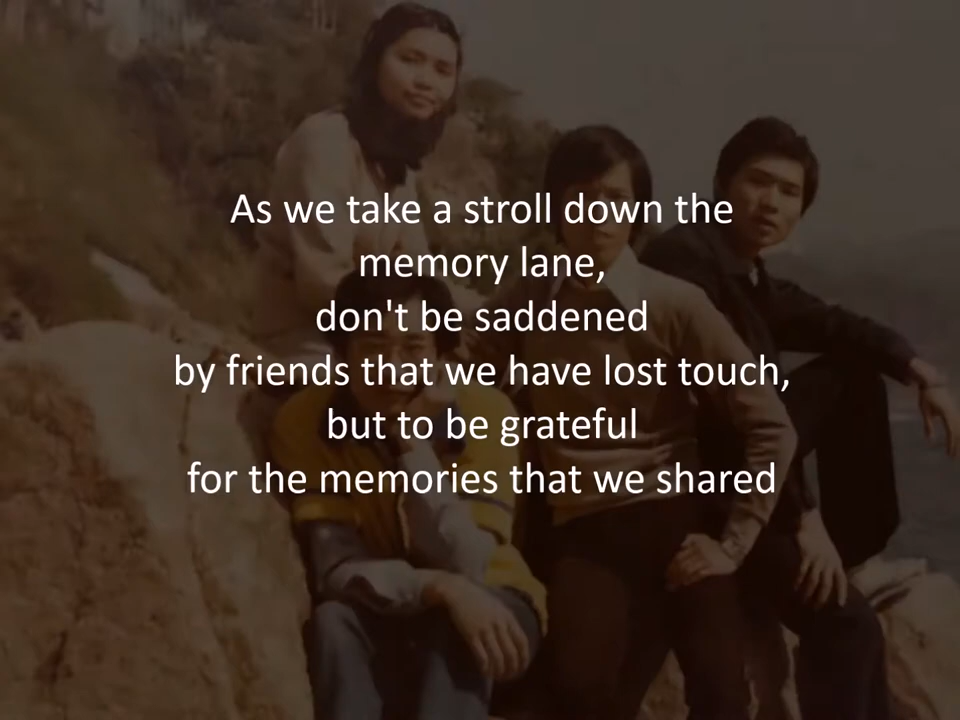 As we take a stroll down the
memory lane,
don't be saddened
by friends that we have lost touch,
but to be grateful
for the memories that we shared